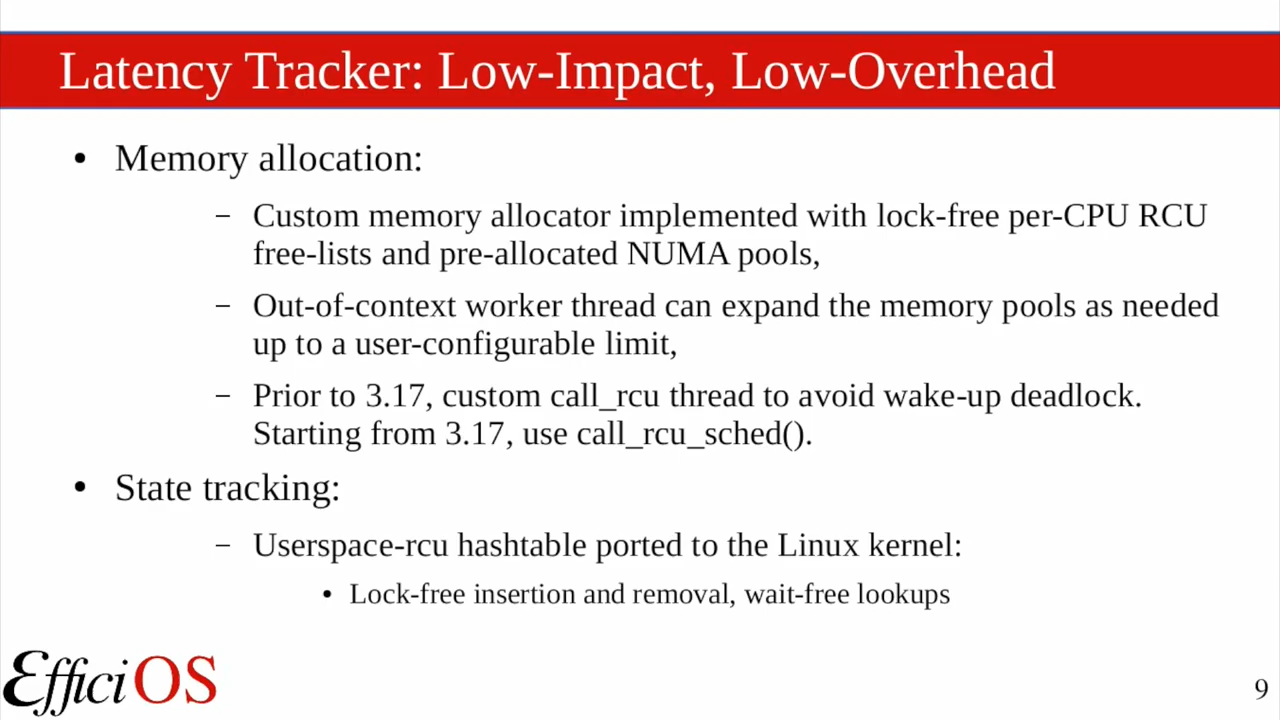 Latency Tracker: Low-Impact, Low-Overhead
• Memory allocation:
– Custom memory allocator implemented with lock-free per-CPU RCU
free-lists and pre-allocated NUMA pools,
– Out-of-context worker thread can expand the memory pools as needed
up to a user-configurable limit,
– Prior to 3.17, custom call_rcu thread to avoid wake-up deadlock.
Starting from 3.17, use call_rcu_sched().
• State tracking:
– Userspace-rcu hashtable ported to the Linux kernel:
• Lock-free insertion and removal, wait-free lookups
EfficiOS
9